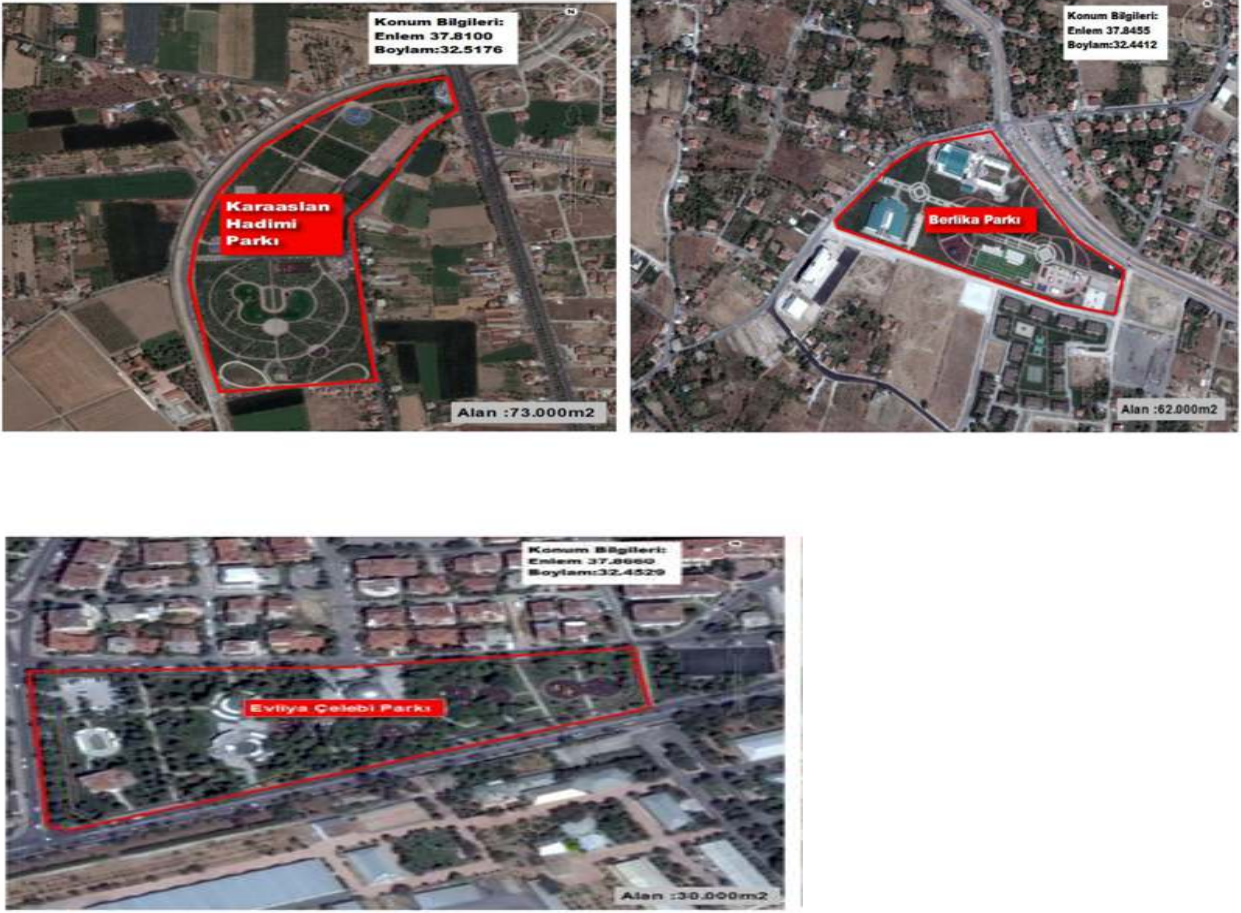 Konum Bilgileri:
Enlem 37.8100
Boylam:32.5176
N
Karaaslan
Hadimi
Parkı
Alan :73.000m2
Konum Bilgileri:
Enlem 37.8455
Boylam:32.4412
Berlika Parkı
Alan :62.000m2
Konum Bilgileri:
Enlem 37.8660
Boylam:32.4529
Evliya Çelebi Parkı
Alan :30.000m2